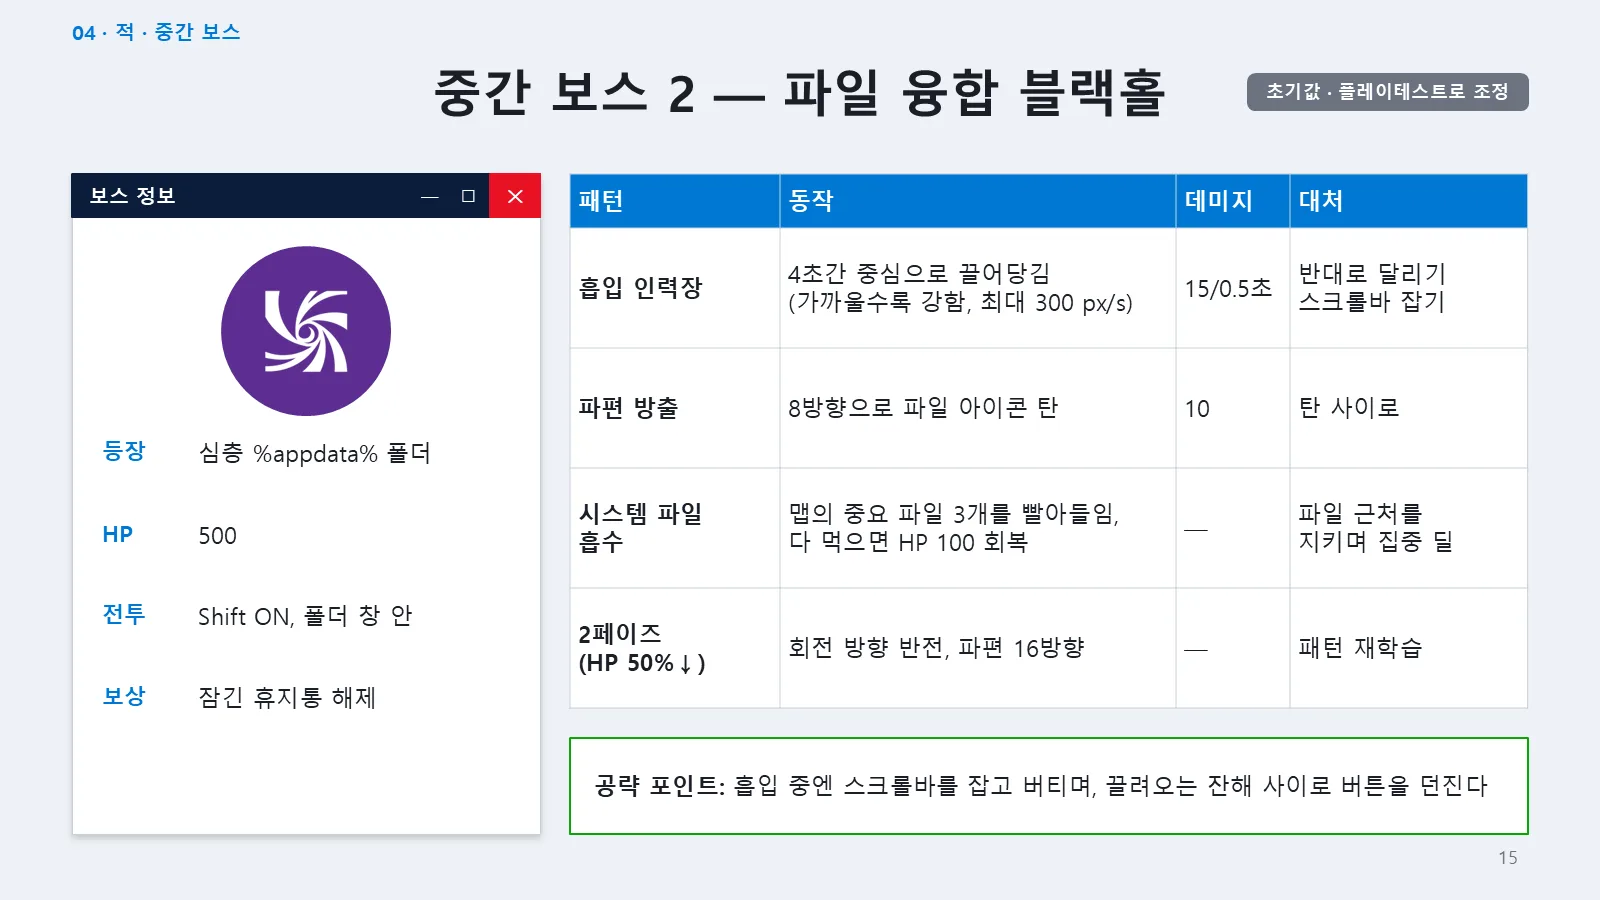 04 · 적 · 중간 보스
중간 보스 2 — 파일 융합 블랙홀
초기값 · 플레이테스트로 조정
보스 정보
등장 심층 %appdata% 폴더
HP 500
전투 Shift ON, 폴더 창 안
보상 잠긴 휴지통 해제
패턴 동작 데미지 대처
흡입 인력장
4초간 중심으로 끌어당김
(가까울수록 강함, 최대 300 px/s)
15/0.5초
반대로 달리기
스크롤바 잡기
파편 방출 8방향으로 파일 아이콘 탄 10 탄 사이로
시스템 파일
흡수
맵의 중요 파일 3개를 빨아들임,
다 먹으면 HP 100 회복
—
파일 근처를
지키며 집중 딜
2페이즈
(HP 50%↓)
회전 방향 반전, 파편 16방향
—
패턴 재학습
공략 포인트: 흡입 중엔 스크롤바를 잡고 버티며, 끌려오는 잔해 사이로 버튼을 던진다
15